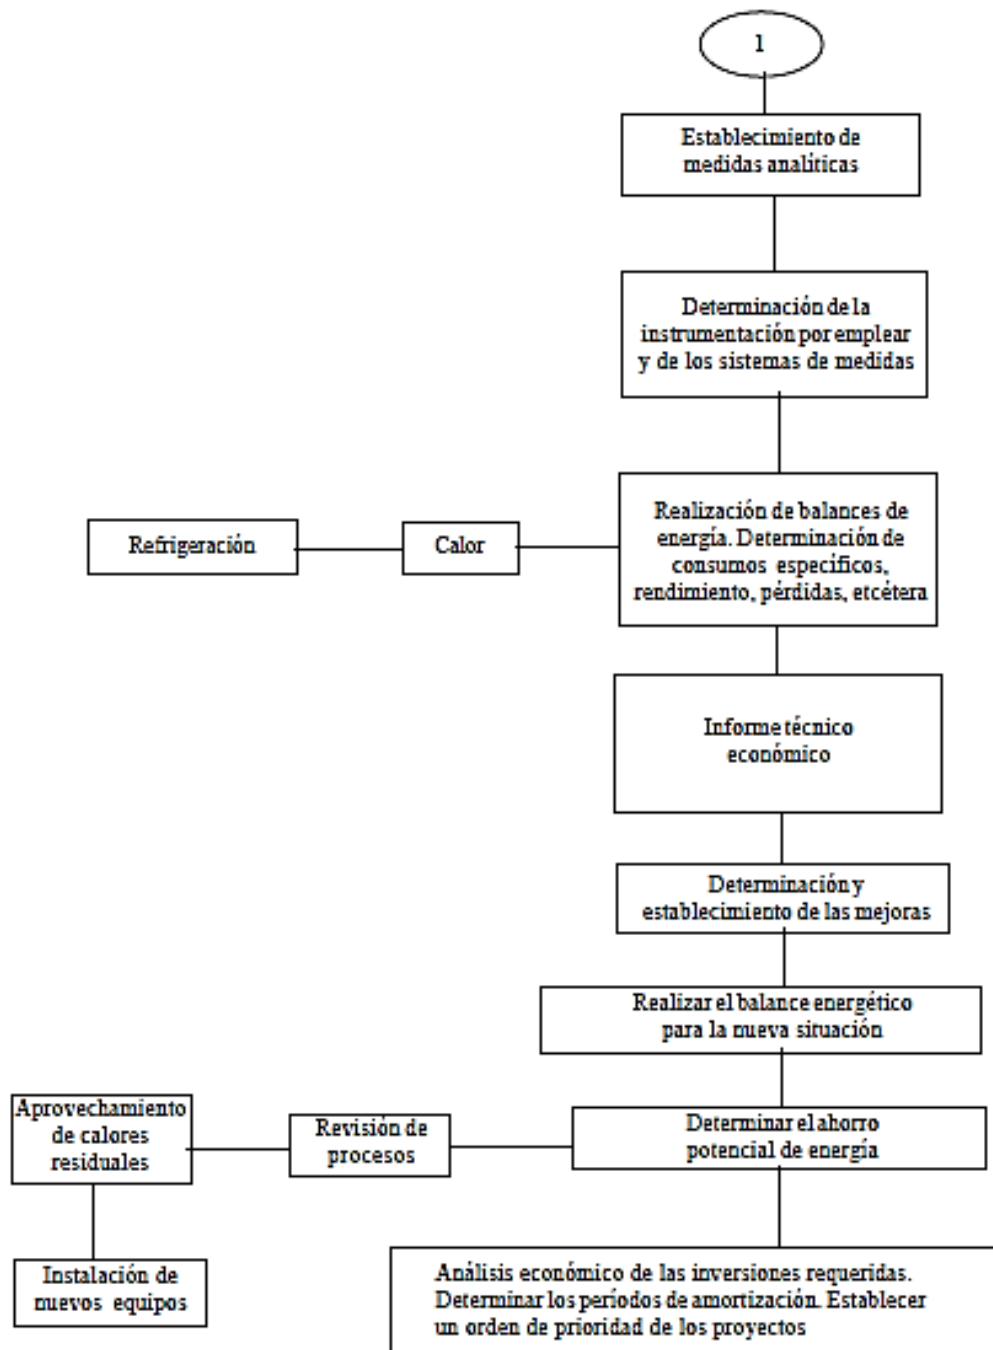 1
Establecimiento de
medidas analíticas
Determinación de la
instrumentación por emplear
y de los sistemas de medidas
Realización de balances de
energía. Determinación de
consumos específicos,
rendimiento, pérdidas, etcétera
Calor
Refrigeración
Informe técnico
económico
Determinación y
establecimiento de las mejoras
Realizar el balance energético
para la nueva situación
Determinar el ahorro
potencial de energía
Revisión de
procesos
Aprovechamiento
de calores
residuales
Instalación de
nuevos equipos
Análisis económico de las inversiones requeridas.
Determinar los períodos de amortización. Establecer
un orden de prioridad de los proyectos